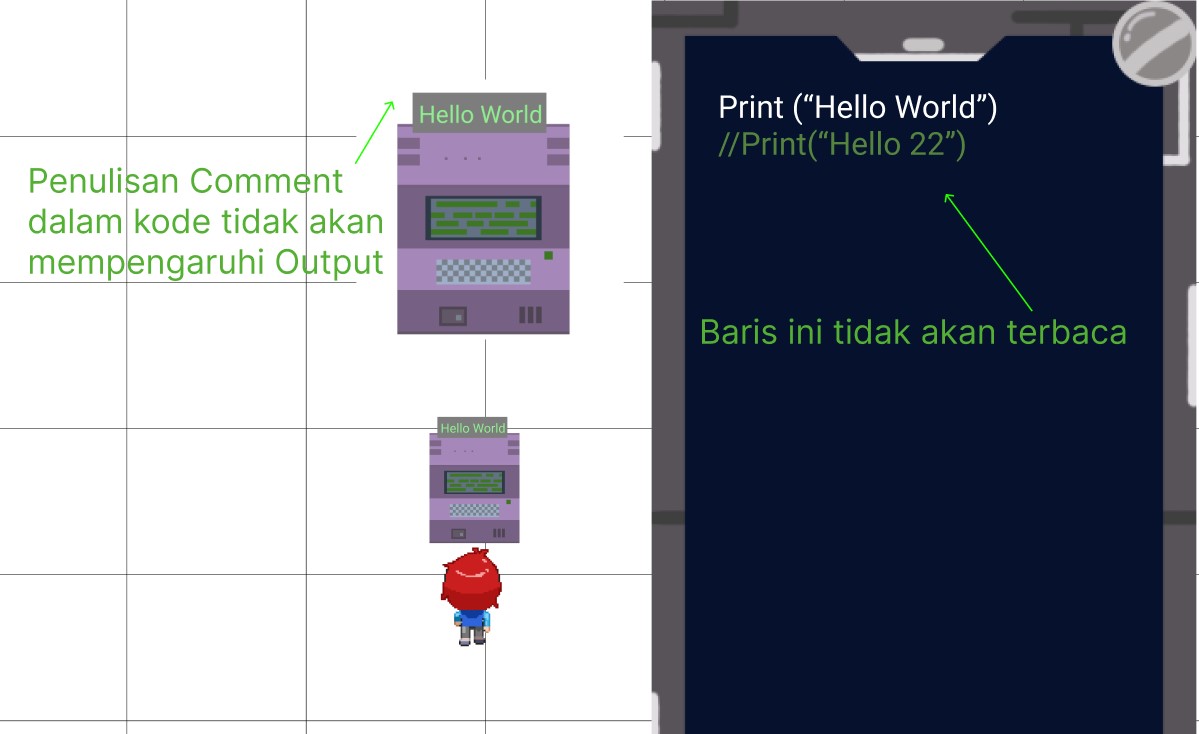 Hello World
Penulisan Comment
dalam kode tidak akan
mempengaruhi Output
Hello World
Print (“Hello World”)
//Print(“Hello 22”)
Baris ini tidak akan terbaca